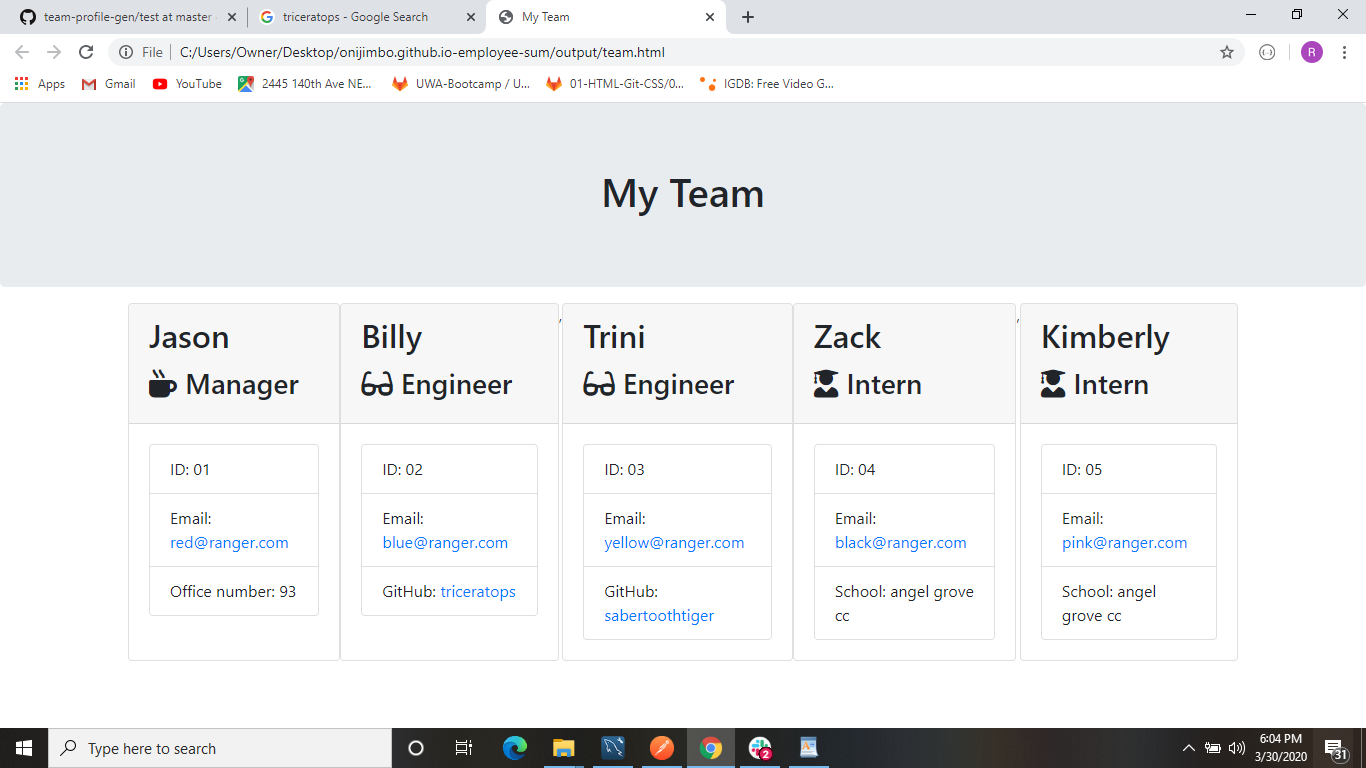 team-profile-gen/test at master
triceratops - Google Search
My Team
File
C:/Users/Owner/Desktop/onijimbo.github.io-employee-sum/output/team.html
R
Apps
Gmail
YouTube
2445 140th Ave NE...
UWA-Bootcamp / U...
01-HTML-Git-CSS/0...
IGDB: Free Video G...
My Team
Jason
Manager
ID: 01
Email:
red@ranger.com
Office number: 93
Billy
Engineer
ID: 02
Email:
blue@ranger.com
GitHub: triceratops
,
Trini
Engineer
ID: 03
Email:
yellow@ranger.com
GitHub:
sabertoothtiger
Zack
Intern
ID: 04
Email:
black@ranger.com
School: angel grove
cc
,
Kimberly
Intern
ID: 05
Email:
pink@ranger.com
School: angel
grove cc
Type here to search
2
6:04 PM
3/30/2020
31